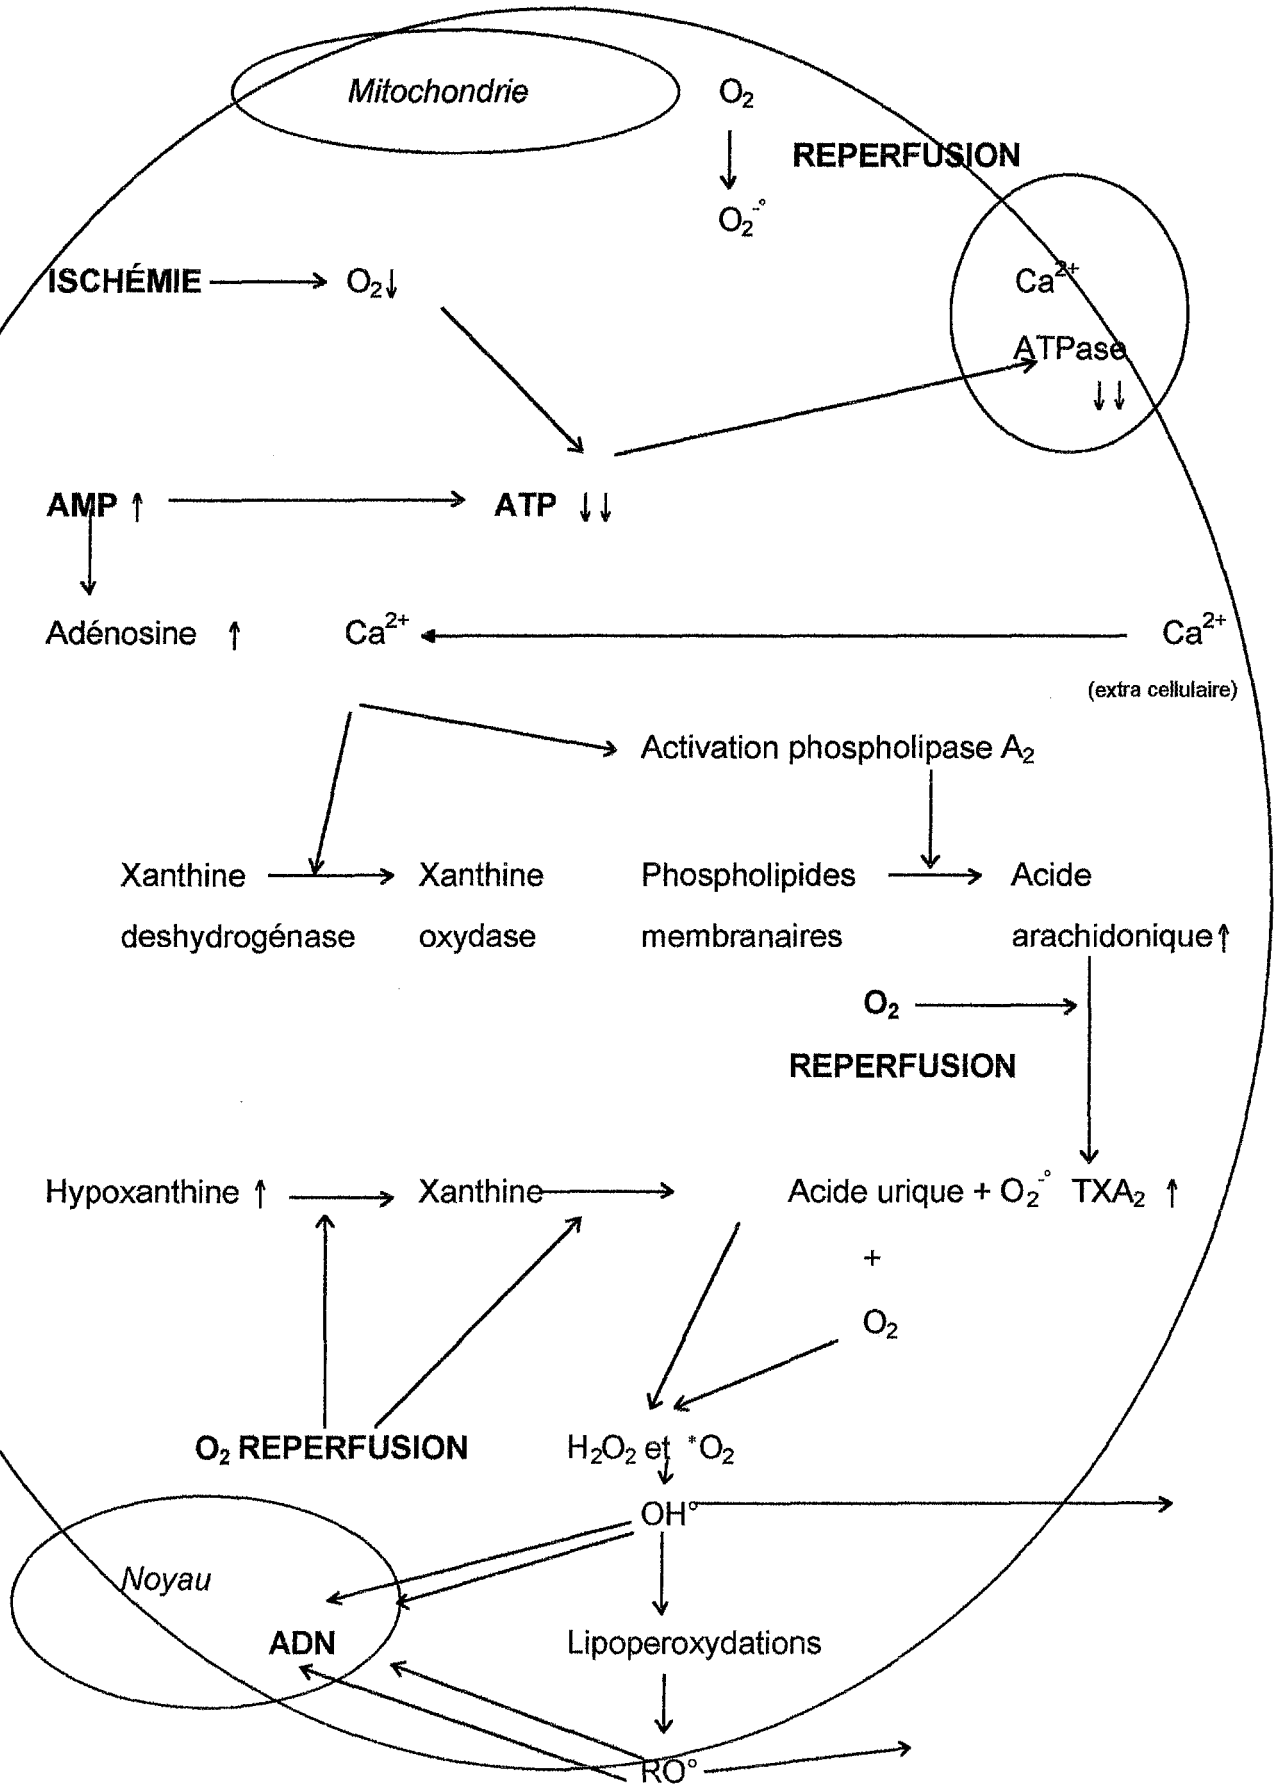 Mitochondrie O₂
REPERFUSION
O₂⁻°
ISCHÉMIE → O₂↓
Ca²⁺
ATPase
↓↓
AMP ↑ → ATP ↓↓
Adénosine ↑ Ca²⁺ ← Ca²⁺
(extra cellulaire)
Activation phospholipase A₂
Xanthine → Xanthine Phospholipides → Acide
deshydrogénase oxydase membranaires arachidonique↑
O₂ →
REPERFUSION
Hypoxanthine ↑ → Xanthine → Acide urique + O₂⁻° TXA₂ ↑
+
O₂
O₂ REPERFUSION H₂O₂ et *O₂
OH°
Noyau
ADN Lipoperoxydations
RO°